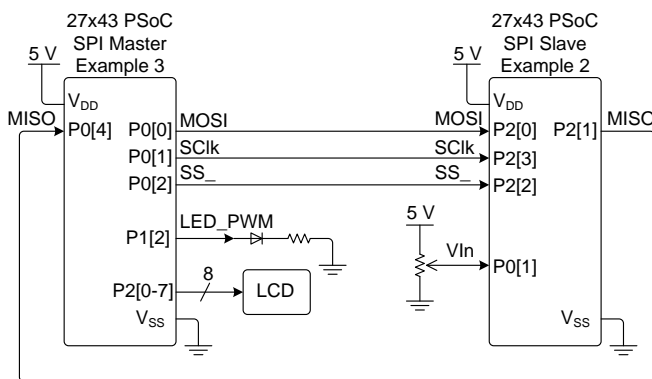 27x43 PSoC
SPI Master
Example 3
5 V
VDD
MISO
P0[4]
P0[0]
MOSI
P0[1]
SClk
P0[2]
SS_
P1[2]
LED_PWM
P2[0-7]
8
LCD
VSS
27x43 PSoC
SPI Slave
Example 2
5 V
VDD
MOSI
P2[0]
P2[1]
MISO
SClk
P2[3]
SS_
P2[2]
5 V
VIn
P0[1]
VSS